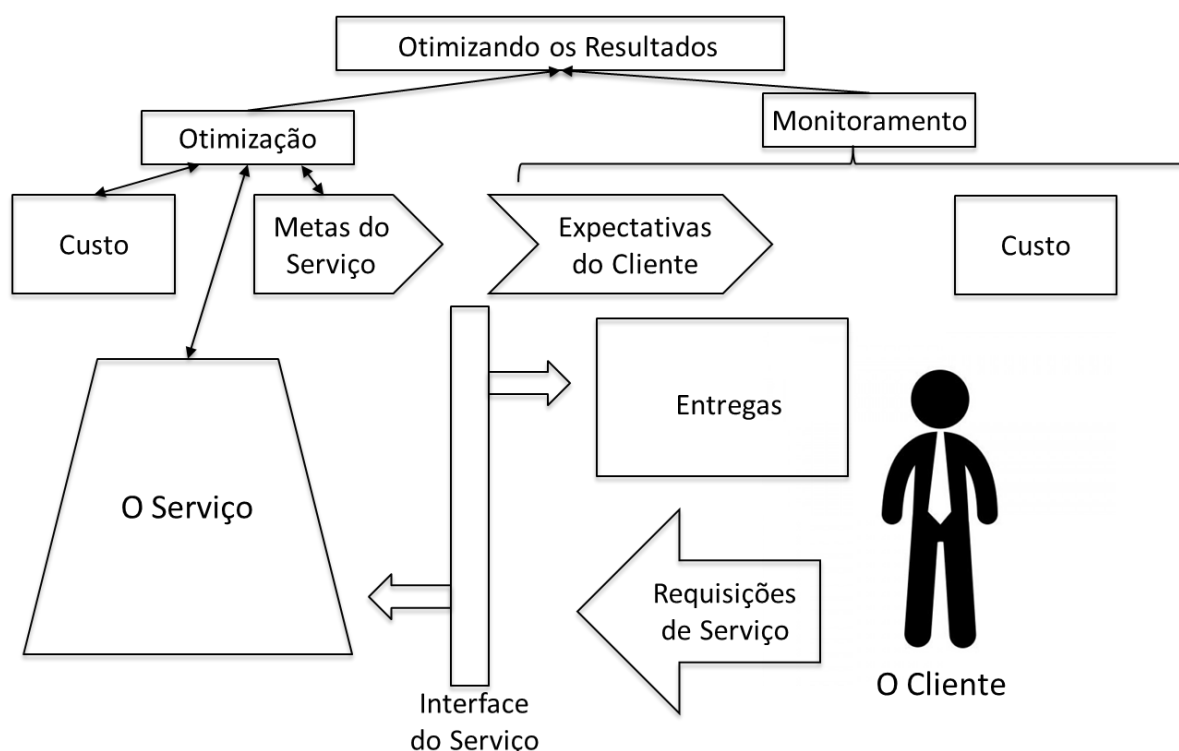 Otimizando os Resultados
Otimização
Monitoramento
Custo
Metas do
Serviço
Expectativas
do Cliente
Custo
Entregas
O Serviço
Requisições
de Serviço
O Cliente
Interface
do Serviço